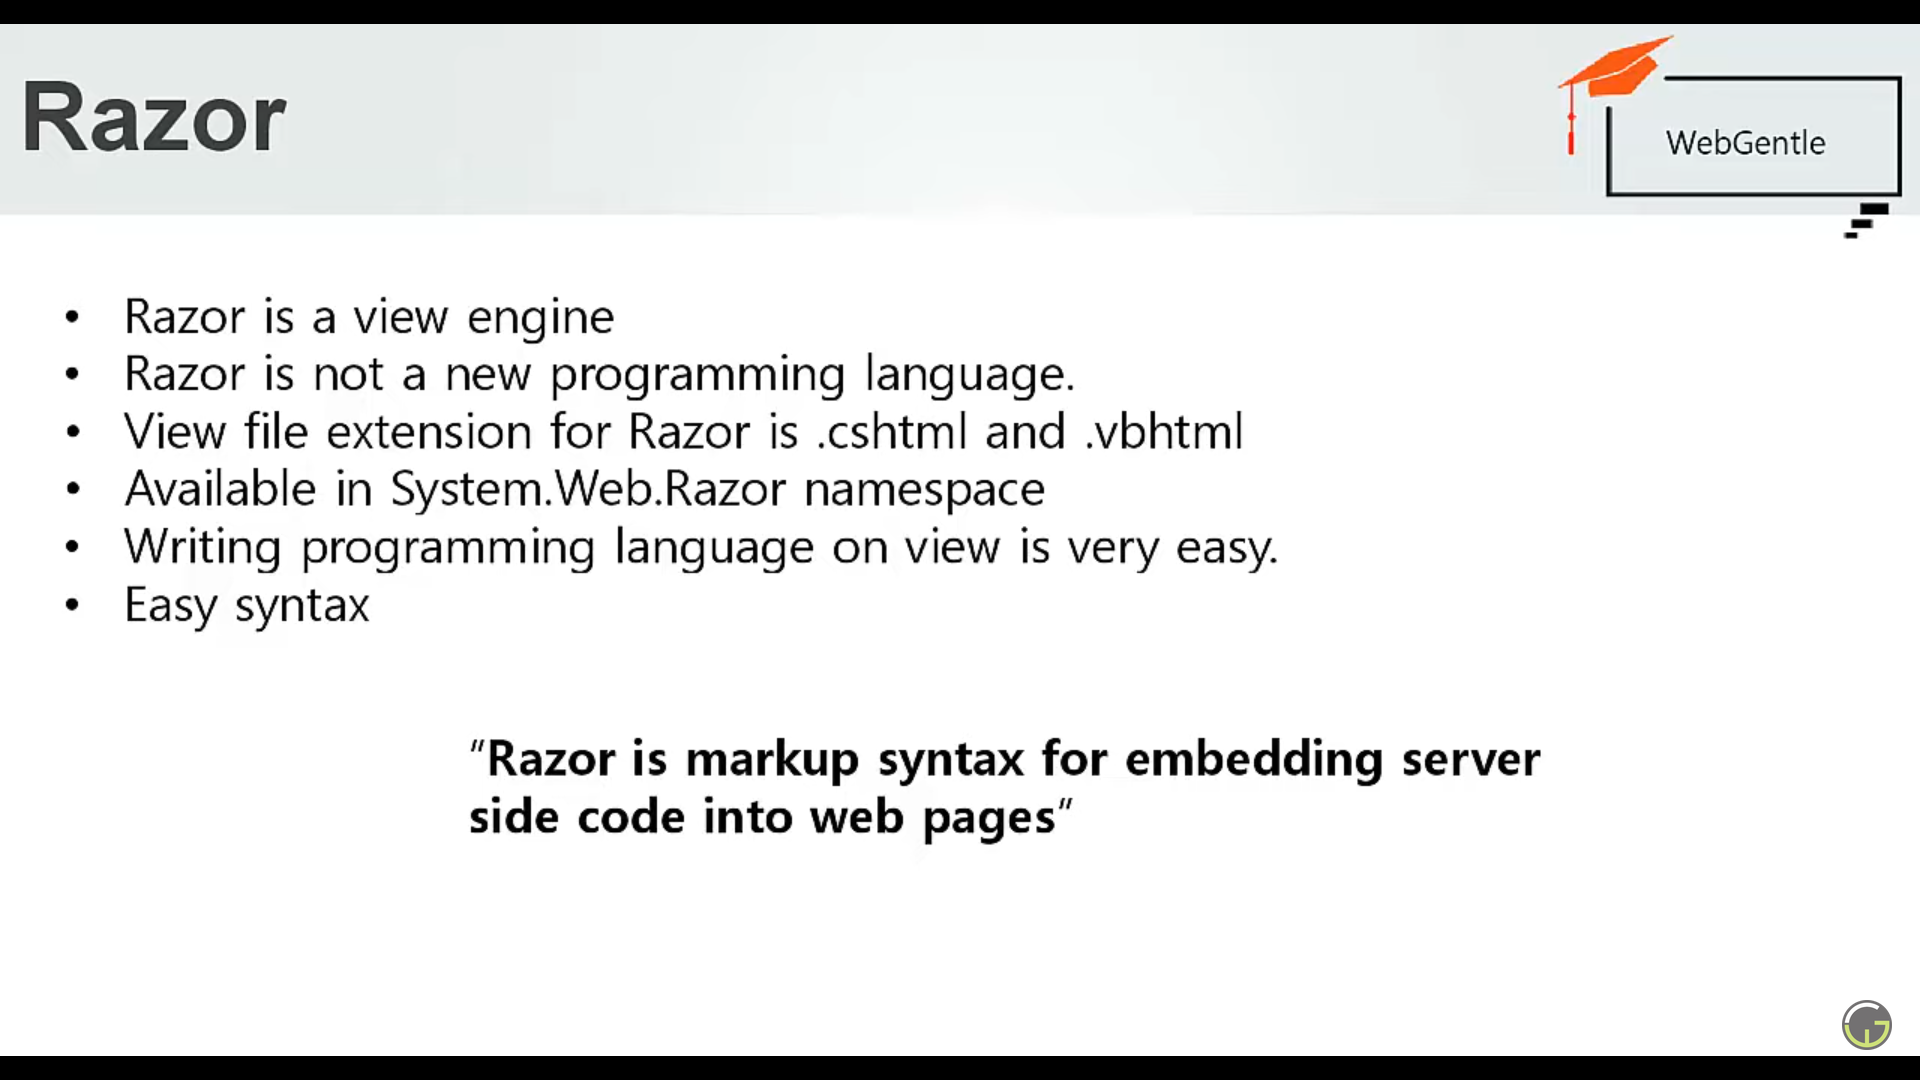 Razor
WebGentle
• Razor is a view engine
• Razor is not a new programming language.
• View file extension for Razor is .cshtml and .vbhtml
• Available in System.Web.Razor namespace
• Writing programming language on view is very easy.
• Easy syntax
"Razor is markup syntax for embedding server
side code into web pages"